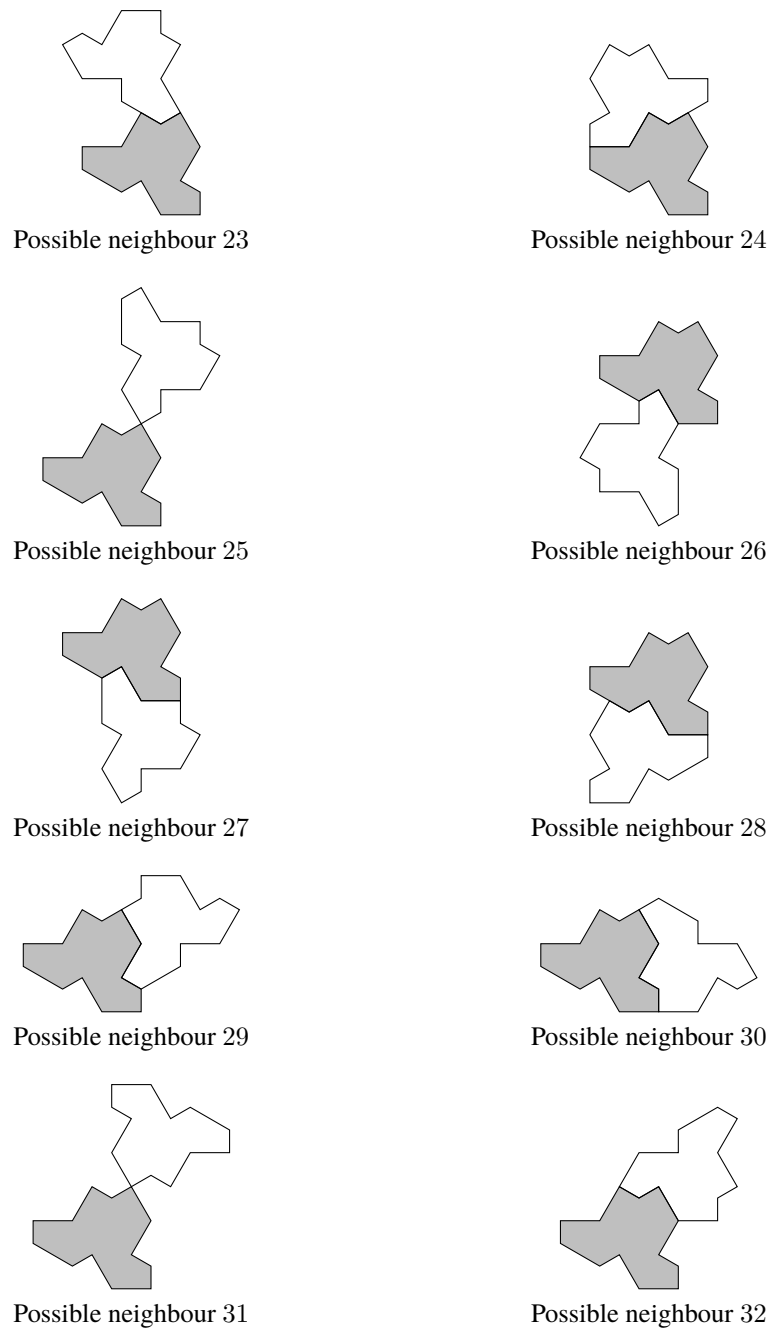 Possible neighbour 23
Possible neighbour 24
Possible neighbour 25
Possible neighbour 26
Possible neighbour 27
Possible neighbour 28
Possible neighbour 29
Possible neighbour 30
Possible neighbour 31
Possible neighbour 32